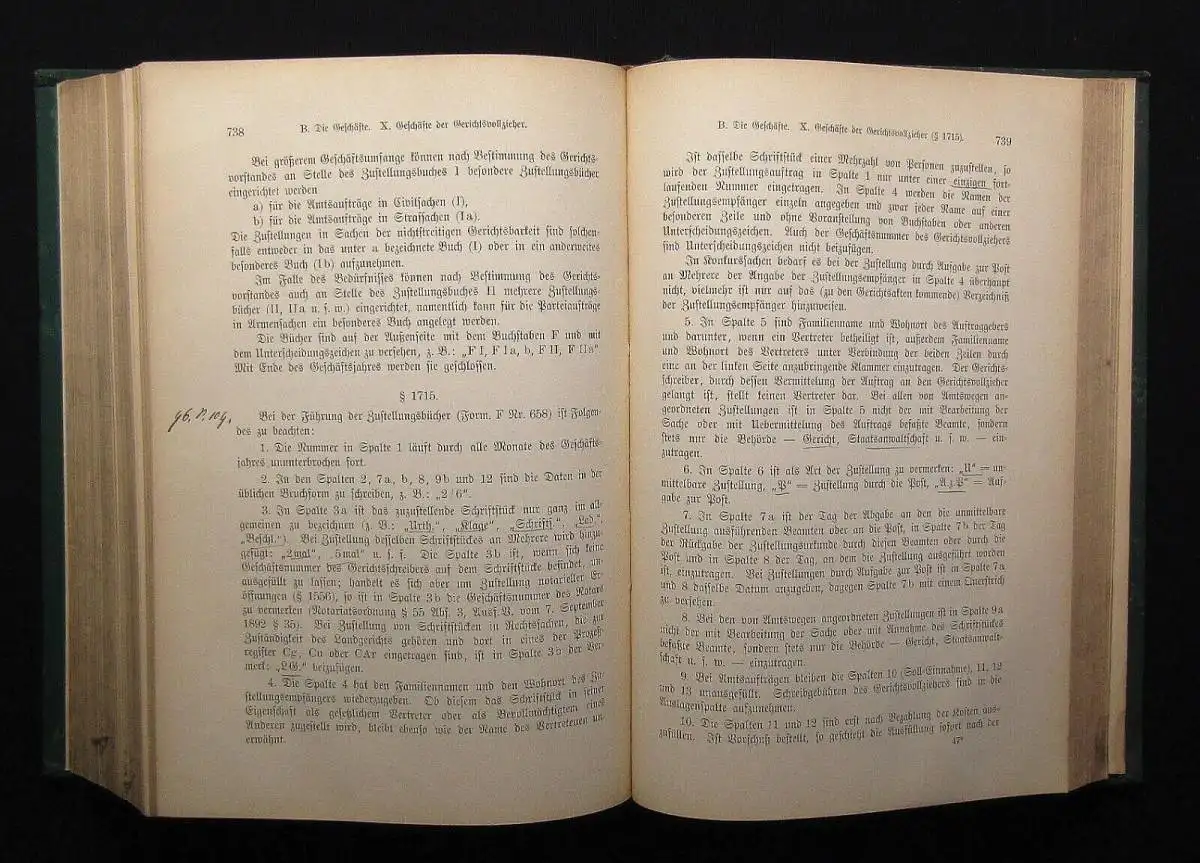 738
B. Die Geschäfte. X. Geschäfte der Gerichtsvollzieher.
Bei größerem Geschäftsumfange können nach Bestimmung des Gerichts-
vorstandes an Stelle des Zustellungsbuches I besondere Zustellungsbücher
eingerichtet werden
a) für die Amtsaufträge in Civilsachen (I),
b) für die Amtsaufträge in Strafsachen (Ia).
Die Zustellungen in Sachen der nichtstreitigen Gerichtsbarkeit sind solchen-
falls entweder in das unter a bezeichnete Buch (I) oder in ein anderweites
besonderes Buch (Ib) aufzunehmen.
Im Falle des Bedürfnisses können nach Bestimmung des Gerichts-
vorstandes auch an Stelle des Zustellungsbuches II mehrere Zustellungs-
bücher (II, IIa u. s. w.) eingerichtet, namentlich kann für die Parteiaufträge
in Armensachen ein besonderes Buch angelegt werden.
Die Bücher sind auf der Außenseite mit dem Buchstaben F und mit
dem Unterscheidungszeichen zu versehen, z. B.: „F I, F Ia, b, F II, F IIa“
Mit Ende des Geschäftsjahres werden sie geschlossen.
§ 1715.
Bei der Führung der Zustellungsbücher (Form. F Nr. 658) ist Folgen-
des zu beachten:
1. Die Nummer in Spalte 1 läuft durch alle Monate des Geschäfts-
jahres ununterbrochen fort.
2. In den Spalten 2, 7a, b, 8, 9b und 12 sind die Daten in der
üblichen Bruchform zu schreiben, z. B.: „2/6“.
3. In Spalte 3a ist das zuzustellende Schriftstück nur ganz im all-
gemeinen zu bezeichnen (z. B.: „Urth.“, „Klage“, „Schrifts.“, „Lad.“,
„Beschl.“). Bei Zustellung desselben Schriftstückes an Mehrere wird hinzu-
gefügt: „2mal“, „5mal“ u. s. f. Die Spalte 3b ist, wenn sich keine
Geschäftsnummer des Gerichtsschreibers auf dem Schriftstücke befindet, un-
ausgefüllt zu lassen; handelt es sich aber um Zustellung notarieller Er-
öffnungen (§ 1556), so ist in Spalte 3b die Geschäftsnummer des Notars
zu vermerken (Notariatsordnung § 55 Abs. 3, Ausf. V. vom 7. September
1892 § 35). Bei Zustellung von Schriftstücken in Rechtssachen, die zur
Zuständigkeit des Landgerichts gehören und dort in eines der Prozeß-
register Cg, Cu oder CAr eingetragen sind, ist in Spalte 3b der Ver-
merk: „LG.“ beizufügen.
4. Die Spalte 4 hat den Familiennamen und den Wohnort des Zu-
stellungsempfängers wiederzugeben. Ob diesem das Schriftstück in seiner
Eigenschaft als gesetzlichem Vertreter oder als Bevollmächtigtem eines
Anderen zugestellt wird, bleibt ebenso wie der Name des Vertretenen un-
erwähnt.
B. Die Geschäfte. X. Geschäfte der Gerichtsvollzieher (§ 1715).
739
Ist dasselbe Schriftstück einer Mehrzahl von Personen zuzustellen, so
wird der Zustellungsauftrag in Spalte 1 nur unter einer einzigen fort-
laufenden Nummer eingetragen. In Spalte 4 werden die Namen der
Zustellungsempfänger einzeln angegeben und zwar jeder Name auf einer
besonderen Zeile und ohne Voranstellung von Buchstaben oder anderen
Unterscheidungszeichen. Auch der Geschäftsnummer des Gerichtsvollziehers
sind Unterscheidungszeichen nicht beizufügen.
In Konkurssachen bedarf es bei der Zustellung durch Aufgabe zur Post
an Mehrere der Angabe der Zustellungsempfänger in Spalte 4 überhaupt
nicht, vielmehr ist nur auf das (zu den Gerichtsakten kommende) Verzeichniß
der Zustellungsempfänger hinzuweisen.
5. In Spalte 5 sind Familienname und Wohnort des Auftraggebers
und darunter, wenn ein Vertreter betheiligt ist, außerdem Familienname
und Wohnort des Vertreters unter Verbindung der beiden Zeilen durch
eine an der linken Seite anzubringende Klammer einzutragen. Der Gerichts-
schreiber, durch dessen Vermittelung der Auftrag an den Gerichtsvollzieher
gelangt ist, stellt keinen Vertreter dar. Bei allen von Amtswegen an-
geordneten Zustellungen ist in Spalte 5 nicht der mit Bearbeitung der
Sache oder mit Uebermittelung des Auftrags befaßte Beamte, sondern
stets nur die Behörde — Gericht, Staatsanwaltschaft u. s. w. — ein-
zutragen.
6. In Spalte 6 ist als Art der Zustellung zu vermerken: „U“ = un-
mittelbare Zustellung, „P“ = Zustellung durch die Post, „A.z.P“ = Auf-
gabe zur Post.
7. In Spalte 7a ist der Tag der Abgabe an den die unmittelbare
Zustellung ausführenden Beamten oder an die Post, in Spalte 7b der Tag
der Rückgabe der Zustellungsurkunde durch diesen Beamten oder durch die
Post und in Spalte 8 der Tag, an dem die Zustellung ausgeführt worden
ist, einzutragen. Bei Zustellungen durch Aufgabe zur Post ist in Spalte 7a
und 8 dasselbe Datum anzugeben, dagegen Spalte 7b mit einem Querstrich
zu versehen.
8. Bei den von Amtswegen angeordneten Zustellungen ist in Spalte 9a
nicht der mit Bearbeitung der Sache oder mit Annahme des Schriftstückes
befaßte Beamte, sondern stets nur die Behörde — Gericht, Staatsanwalt-
schaft u. s. w. — einzutragen.
9. Bei Amtsaufträgen bleiben die Spalten 10 (Soll-Einnahme), 11, 12
und 13 unausgefüllt. Schreibgebühren des Gerichtsvollziehers sind in die
Auslagenspalte aufzunehmen.
10. Die Spalten 11 und 12 sind erst nach Bezahlung der Kosten aus-
zufüllen. Ist Vorschuß bestellt, so geschieht die Ausfüllung sofort nach der
47*